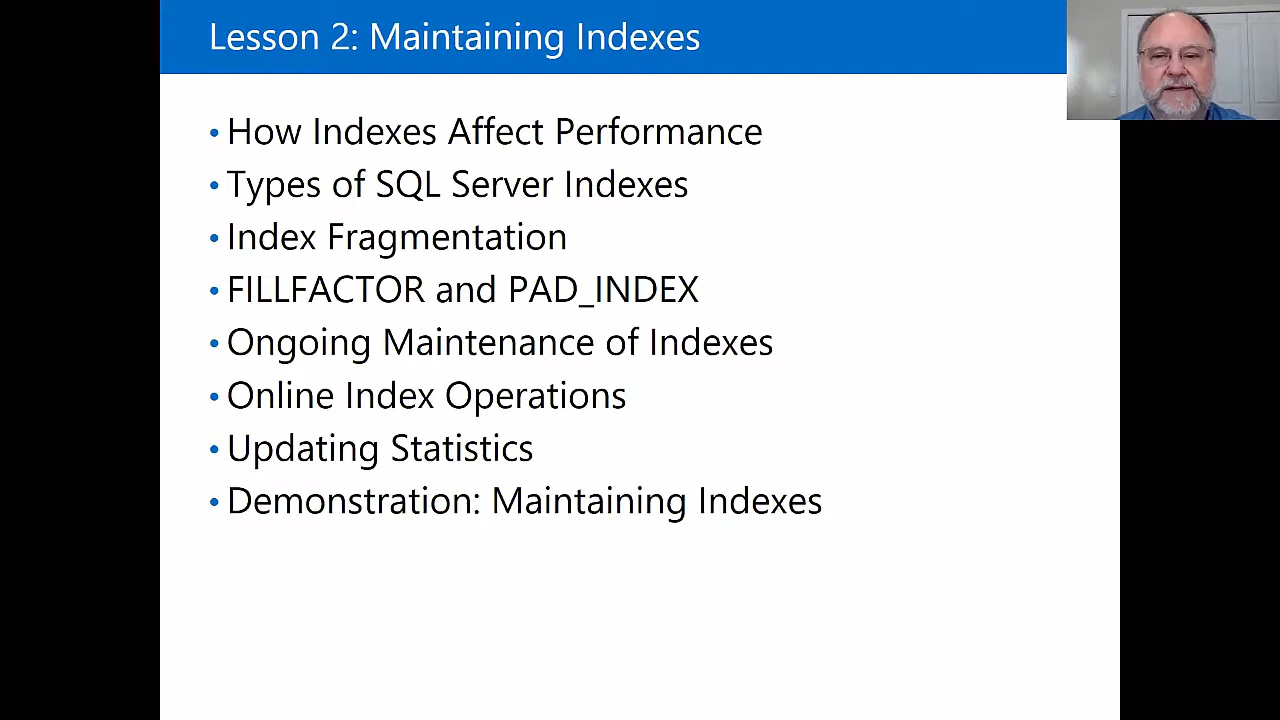 Lesson 2: Maintaining Indexes
• How Indexes Affect Performance
• Types of SQL Server Indexes
• Index Fragmentation
• FILLFACTOR and PAD_INDEX
• Ongoing Maintenance of Indexes
• Online Index Operations
• Updating Statistics
• Demonstration: Maintaining Indexes